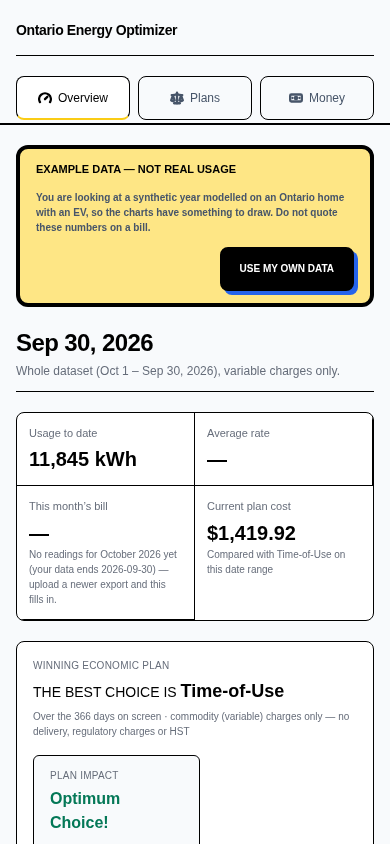 Ontario Energy Optimizer
Overview
Plans
Money
EXAMPLE DATA — NOT REAL USAGE
You are looking at a synthetic year modelled on an Ontario home
with an EV, so the charts have something to draw. Do not quote
these numbers on a bill.
USE MY OWN DATA
Sep 30, 2026
Whole dataset (Oct 1 – Sep 30, 2026), variable charges only.
Usage to date
11,845 kWh
Average rate
—
This month’s bill
—
No readings for October 2026 yet
(your data ends 2026-09-30) —
upload a newer export and this
fills in.
Current plan cost
$1,419.92
Compared with Time-of-Use on
this date range
WINNING ECONOMIC PLAN
THE BEST CHOICE IS Time-of-Use
Over the 366 days on screen · commodity (variable) charges only — no
delivery, regulatory charges or HST
PLAN IMPACT
Optimum
Choice!